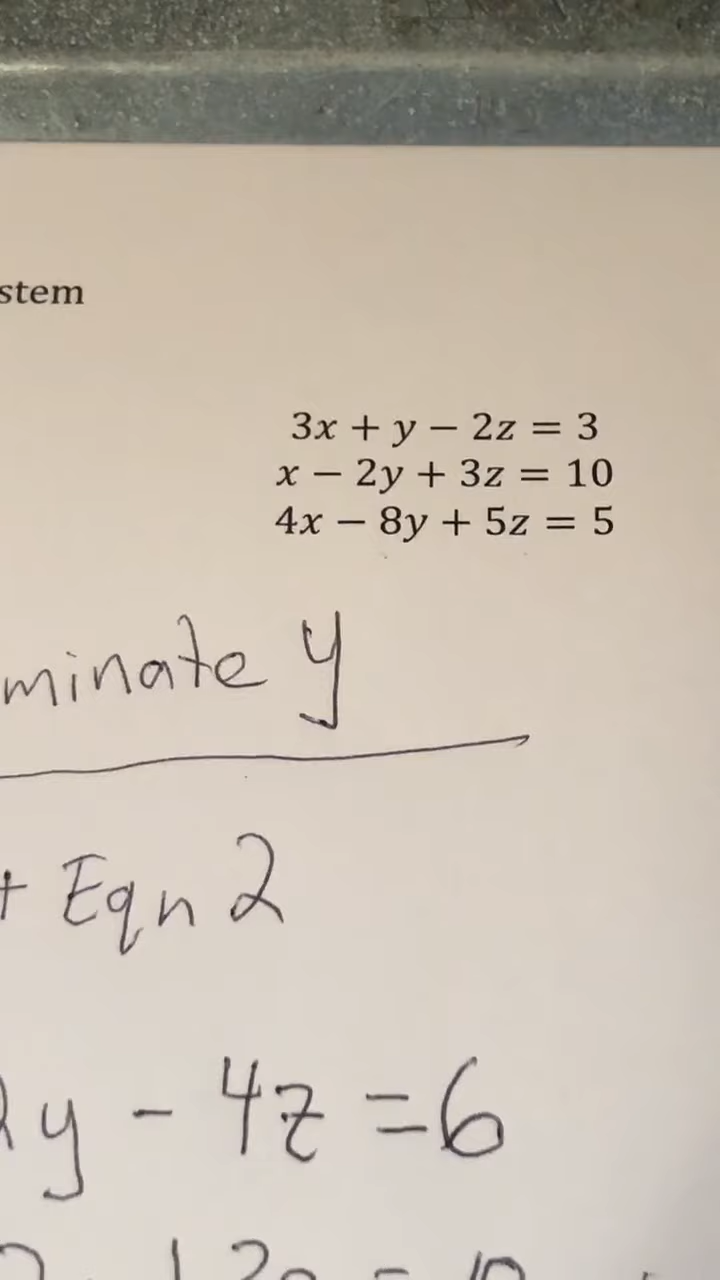 stem
3x + y − 2z = 3
x − 2y + 3z = 10
4x − 8y + 5z = 5
minate y
+ Eqn 2
y - 4z = 6